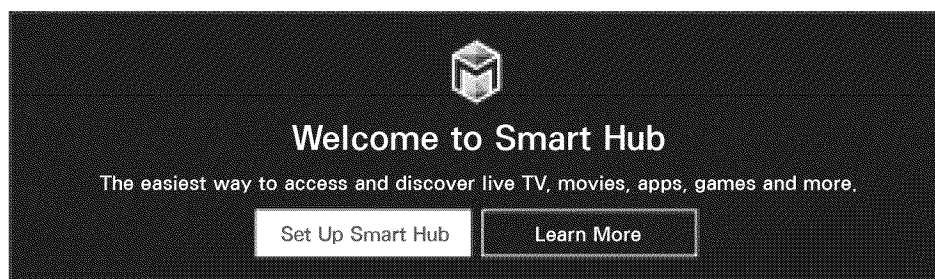 Welcome to Smart Hub
The easiest way to access and discover live TV, movies, apps, games and more.
Set Up Smart Hub
Learn More